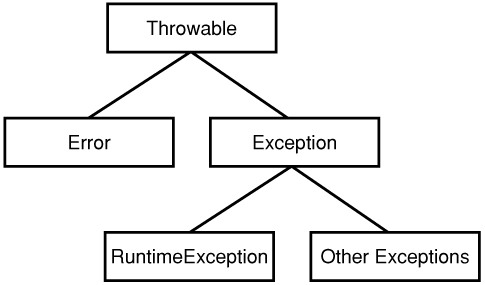 Throwable
Error
Exception
RuntimeException
Other Exceptions